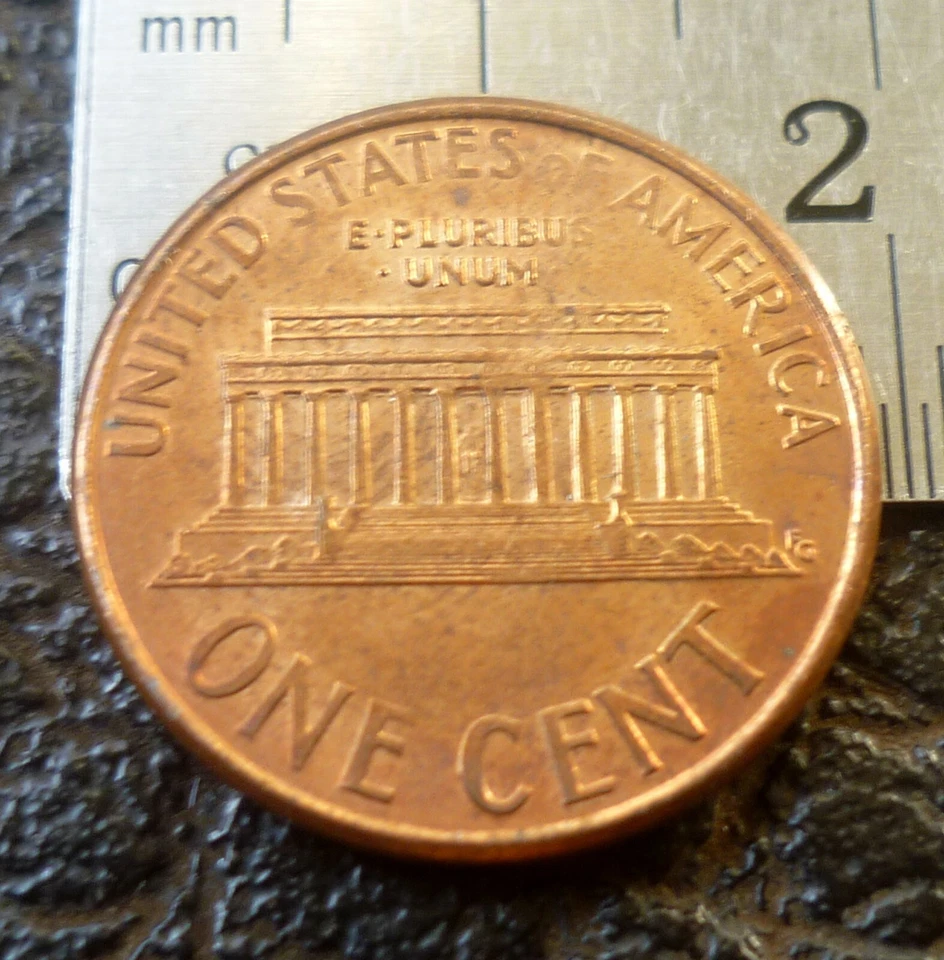 mm
2
UNITED STATES OF AMERICA
E·PLURIBUS
·UNUM
FG
ONE CENT